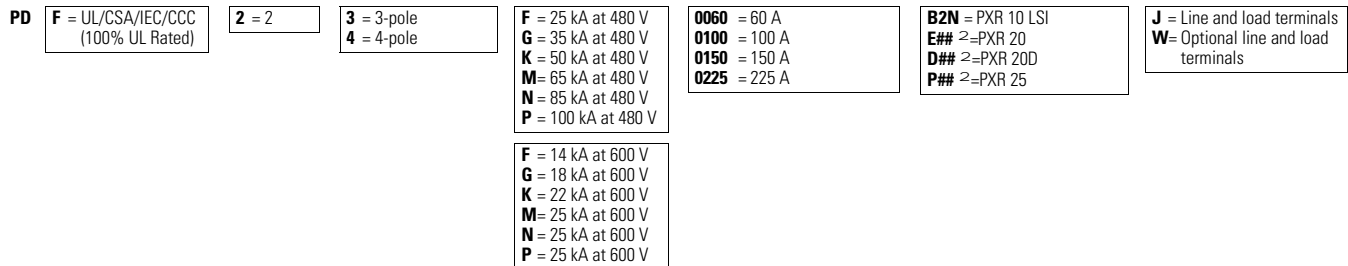 PD
F = UL/CSA/IEC/CCC
(100% UL Rated)
2 = 2
3 = 3-pole
4 = 4-pole
F = 25 kA at 480 V
G = 35 kA at 480 V
K = 50 kA at 480 V
M= 65 kA at 480 V
N = 85 kA at 480 V
P = 100 kA at 480 V
F = 14 kA at 600 V
G = 18 kA at 600 V
K = 22 kA at 600 V
M= 25 kA at 600 V
N = 25 kA at 600 V
P = 25 kA at 600 V
0060 = 60 A
0100 = 100 A
0150 = 150 A
0225 = 225 A
B2N = PXR 10 LSI
E## 2=PXR 20
D## 2=PXR 20D
P## 2=PXR 25
J = Line and load terminals
W= Optional line and load
terminals